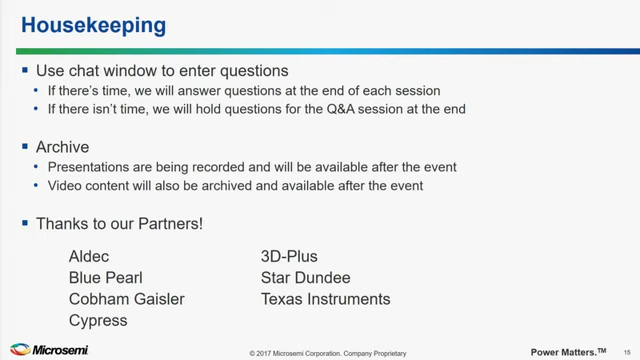 Housekeeping
Use chat window to enter questions
If there's time, we will answer questions at the end of each session
If there isn't time, we will hold questions for the Q&A session at the end
Archive
Presentations are being recorded and will be available after the event
Video content will also be archived and available after the event
Thanks to our Partners!
Aldec
Blue Pearl
Cobham Gaisler
Cypress
3D-Plus
Star Dundee
Texas Instruments
Microsemi
© 2017 Microsemi Corporation. Company Proprietary
Power Matters.™
15